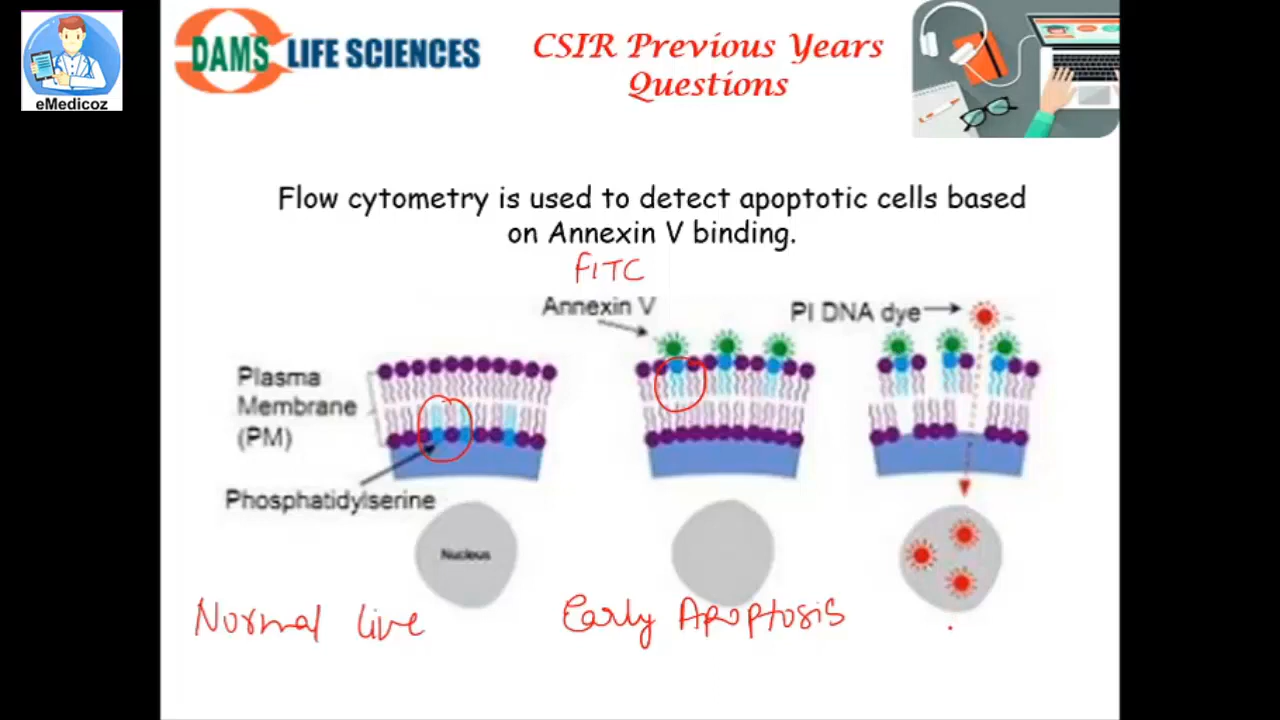 eMedicoz
DAMS LIFE SCIENCES
CSIR Previous Years
Questions
Flow cytometry is used to detect apoptotic cells based
on Annexin V binding.
FITC
Annexin V
PI DNA dye
Plasma
Membrane
(PM)
Phosphatidylserine
Nucleus
Normal live
Early Apoptosis